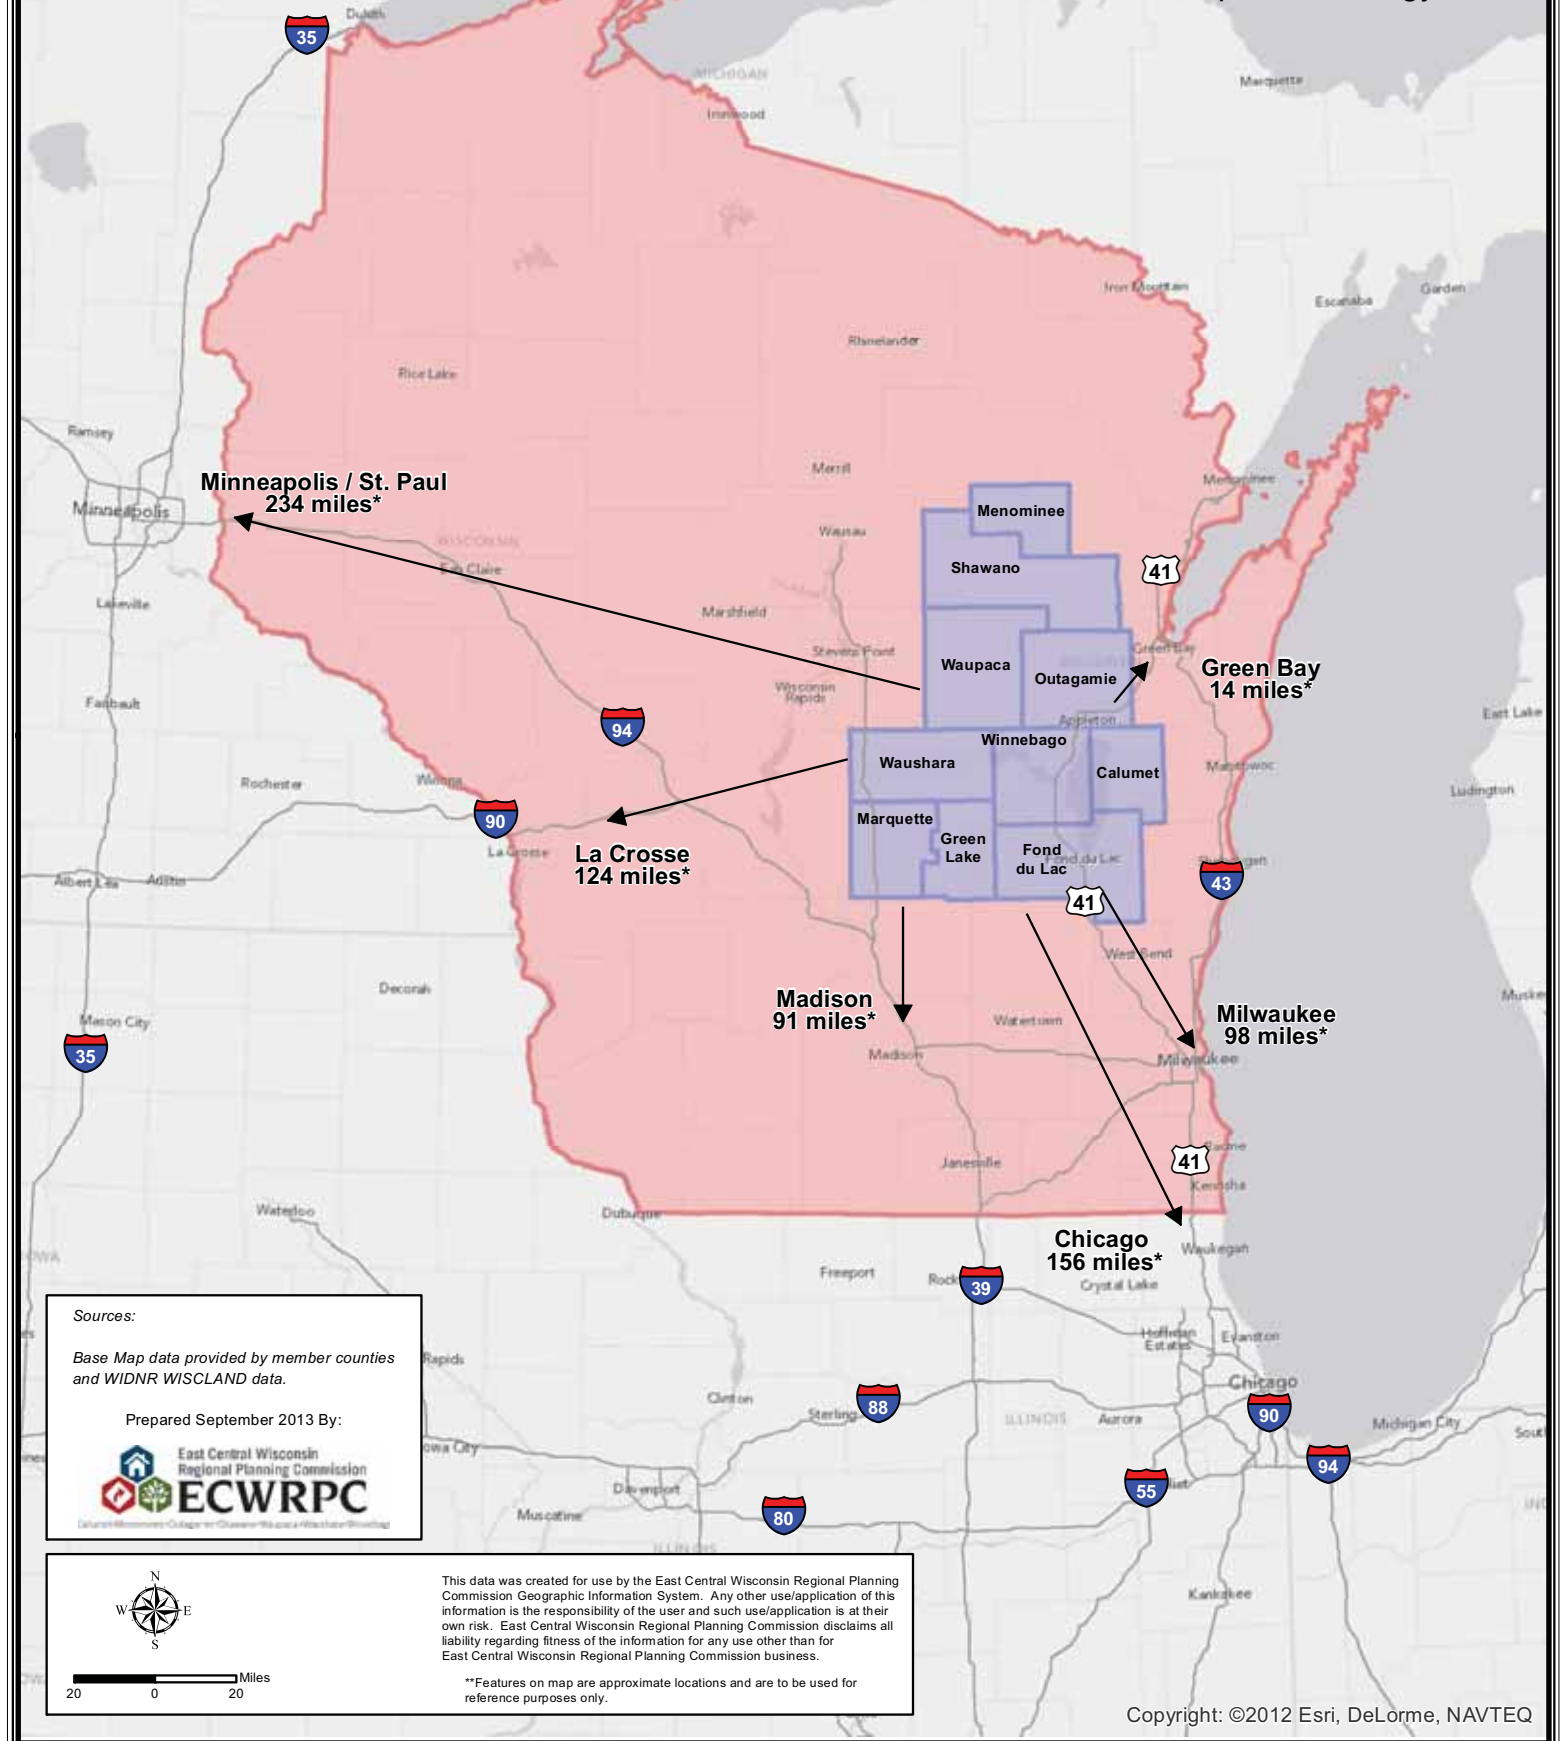 Duluth
35
MICHIGAN
Marquette
Ironwood
Iron Mountain
Escanaba
Garden
Rhinelander
Rice Lake
Ramsey
Merrill
Menominee
Minneapolis / St. Paul
234 miles*
Minneapolis
Menominee
Wausau
WISCONSIN
Eau Claire
Shawano
41
Lakeville
Marshfield
Stevens Point
Green Bay
Waupaca
Outagamie
Green Bay
14 miles*
Wisconsin
Rapids
Faribault
East Lake
94
Appleton
Winnebago
Waushara
Calumet
Manitowoc
Rochester
Winona
Ludington
90
Marquette
Green
Lake
Fond
du Lac
Fond du Lac
La Crosse
La Crosse
124 miles*
Sheboygan
43
Albert Lea
Austin
41
West Bend
Decorah
Madison
91 miles*
Milwaukee
98 miles*
Mason City
Watertown
35
Madison
Milwaukee
Janesville
41
Racine
Kenosha
Waterloo
Dubuque
Chicago
156 miles*
Waukegan
Freeport
Rock
39
Crystal Lake
Hoffman
Estates
Evanston
Chicago
Rapids
Clinton
Sterling
88
ILLINOIS
Aurora
90
Michigan City
Iowa City
94
Davenport
55
Muscatine
80
ILLINOIS
Kankakee
Sources:
Base Map data provided by member counties
and WIDNR WISCLAND data.
Prepared September 2013 By:
East Central Wisconsin
Regional Planning Commission
ECWRPC
N
W E
S
Miles
20 0 20
This data was created for use by the East Central Wisconsin Regional Planning
Commission Geographic Information System. Any other use/application of this
information is the responsibility of the user and such use/application is at their
own risk. East Central Wisconsin Regional Planning Commission disclaims all
liability regarding fitness of the information for any use other than for
East Central Wisconsin Regional Planning Commission business.
**Features on map are approximate locations and are to be used for
reference purposes only.
Copyright: ©2012 Esri, DeLorme, NAVTEQ